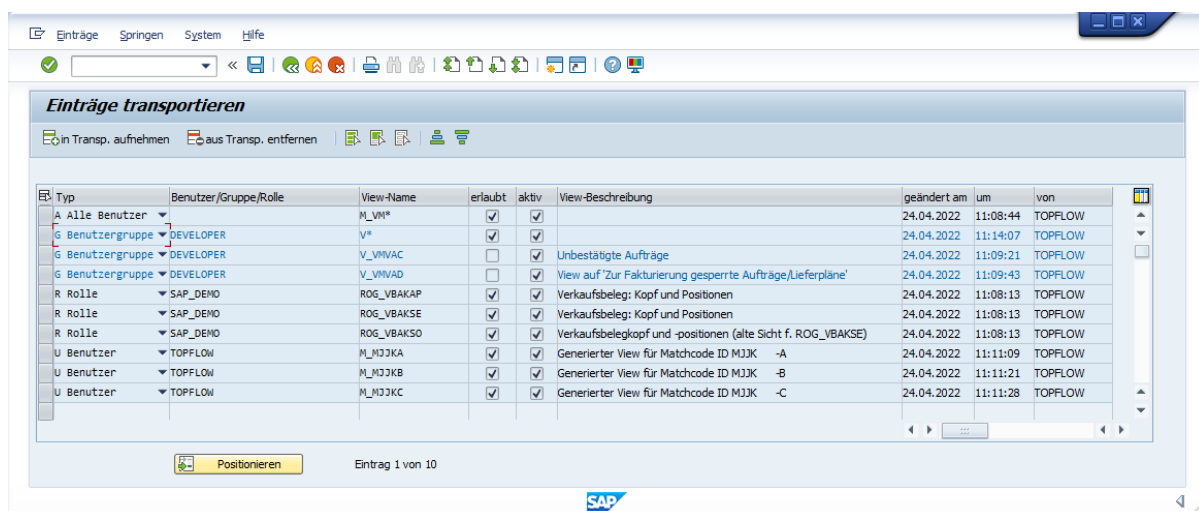 Einträge Springen System Hilfe
Einträge transportieren
in Transp. aufnehmen aus Transp. entfernen
Typ Benutzer/Gruppe/Rolle View-Name erlaubt aktiv View-Beschreibung geändert am um von
A Alle Benutzer M_VM* 24.04.2022 11:08:44 TOPFLOW
G Benutzergruppe DEVELOPER V* 24.04.2022 11:14:07 TOPFLOW
G Benutzergruppe DEVELOPER V_VMVAC Unbestätigte Aufträge 24.04.2022 11:09:21 TOPFLOW
G Benutzergruppe DEVELOPER V_VMVAD View auf 'Zur Fakturierung gesperrte Aufträge/Lieferpläne' 24.04.2022 11:09:43 TOPFLOW
R Rolle SAP_DEMO ROG_VBAKAP Verkaufsbeleg: Kopf und Positionen 24.04.2022 11:08:13 TOPFLOW
R Rolle SAP_DEMO ROG_VBAKSE Verkaufsbeleg: Kopf und Positionen 24.04.2022 11:08:13 TOPFLOW
R Rolle SAP_DEMO ROG_VBAKSO Verkaufsbelegkopf und -positionen (alte Sicht f. ROG_VBAKSE) 24.04.2022 11:08:13 TOPFLOW
U Benutzer TOPFLOW M_MJJKA Generierter View für Matchcode ID MJJK -A 24.04.2022 11:11:09 TOPFLOW
U Benutzer TOPFLOW M_MJJKB Generierter View für Matchcode ID MJJK -B 24.04.2022 11:11:21 TOPFLOW
U Benutzer TOPFLOW M_MJJKC Generierter View für Matchcode ID MJJK -C 24.04.2022 11:11:28 TOPFLOW
Positionieren Eintrag 1 von 10
SAP